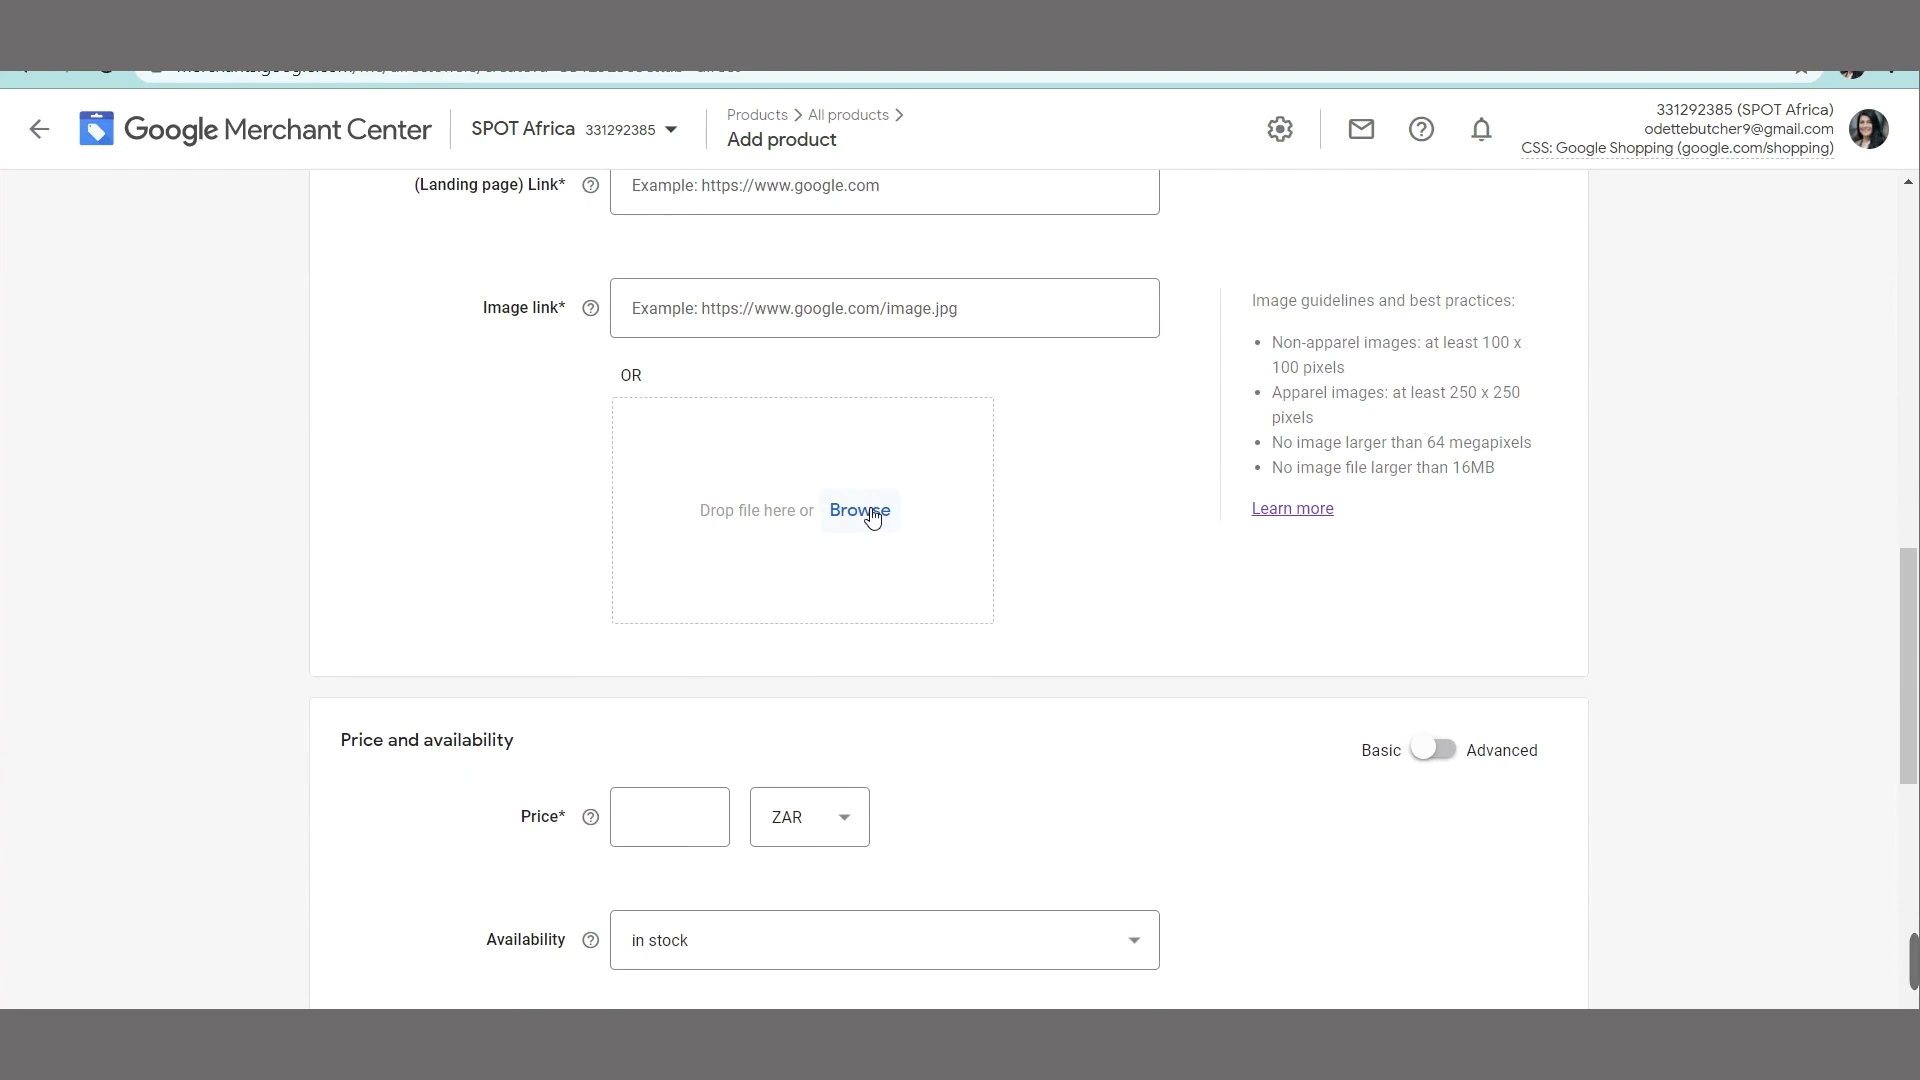 Google Merchant Center
SPOT Africa 331292385
Products All products
Add product
331292385 (SPOT Africa)
odettebutcher9@gmail.com
CSS: Google Shopping (google.com/shopping)
(Landing page) Link*
Example: https://www.google.com
Image link*
Example: https://www.google.com/image.jpg
OR
Drop file here or Browse
Image guidelines and best practices:
• Non-apparel images: at least 100 x
100 pixels
• Apparel images: at least 250 x 250
pixels
• No image larger than 64 megapixels
• No image file larger than 16MB
Learn more
Price and availability
Basic Advanced
Price*
ZAR
Availability
in stock